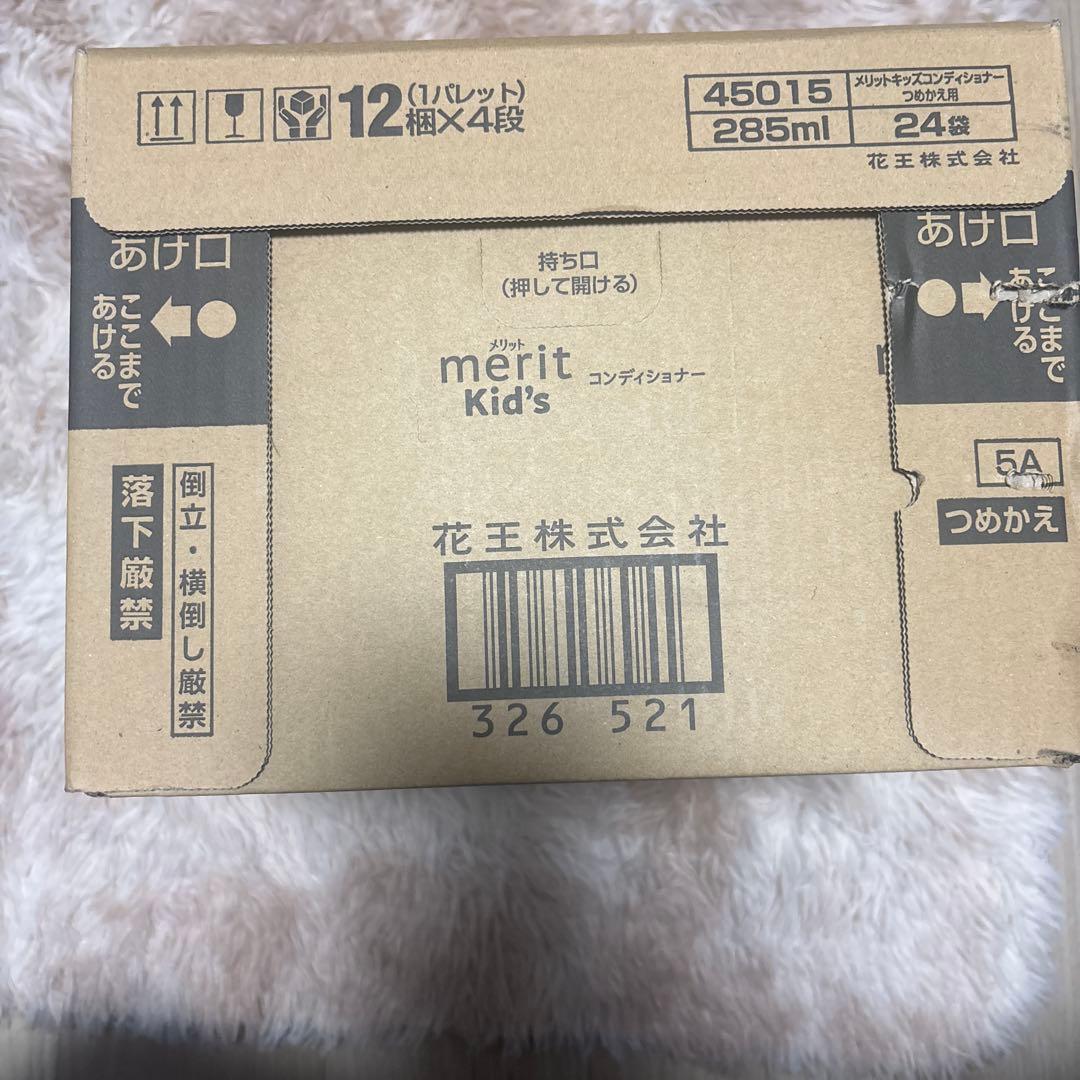 12(1パレット)
梱×4段
45015
メリットキッズコンディショナー
つめかえ用
285ml
24袋
花王株式会社
あけ口
ここまで
あける
持ち口
(押して開ける)
メリット
merit
Kid's
コンディショナー
あけ口
ここまで
あける
落下厳禁
倒立・横倒し厳禁
5A
つめかえ
花王株式会社
326 521